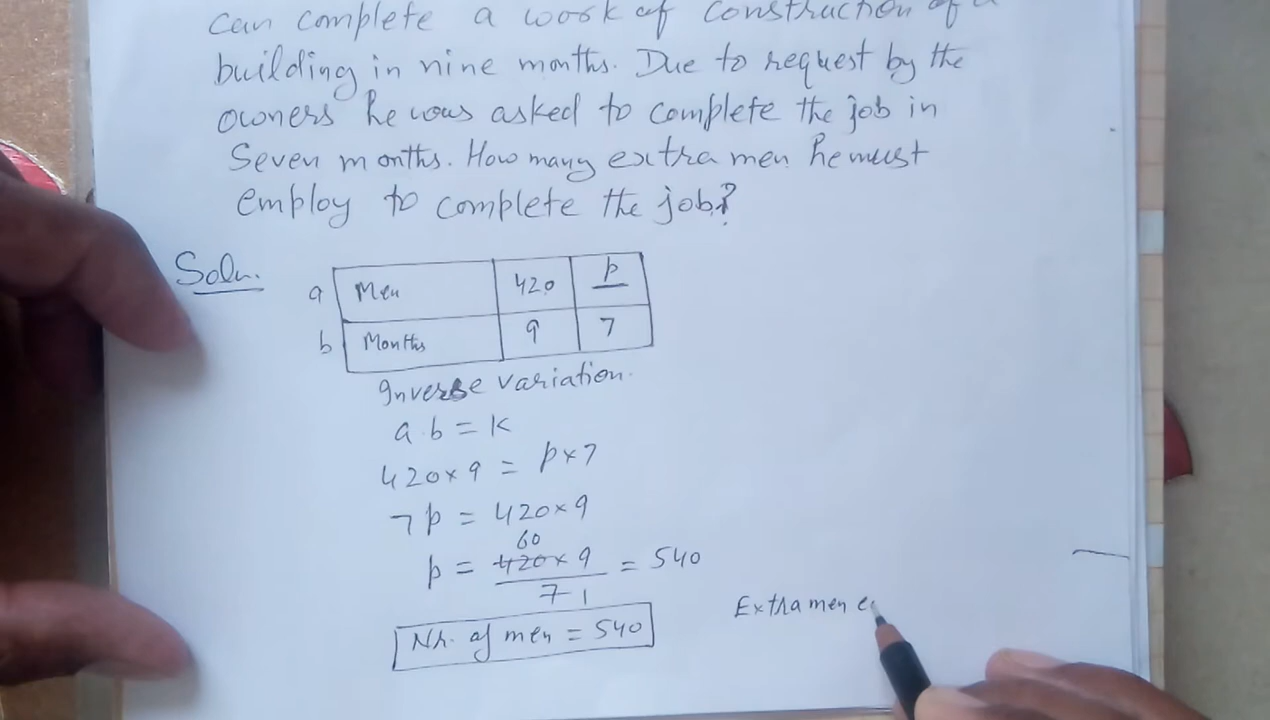 can complete a work of construction of a
building in nine months. Due to request by the
owners he was asked to complete the job in
Seven months. How many extra men he must
employ to complete the job?
Soln.
a Men 420 p
b Months 9 7
Inverse variation.
a.b = K
420×9 = p×7
7p = 420×9
60
p = 420×9 = 540
7 1
Nr. of men = 540
Extra men e